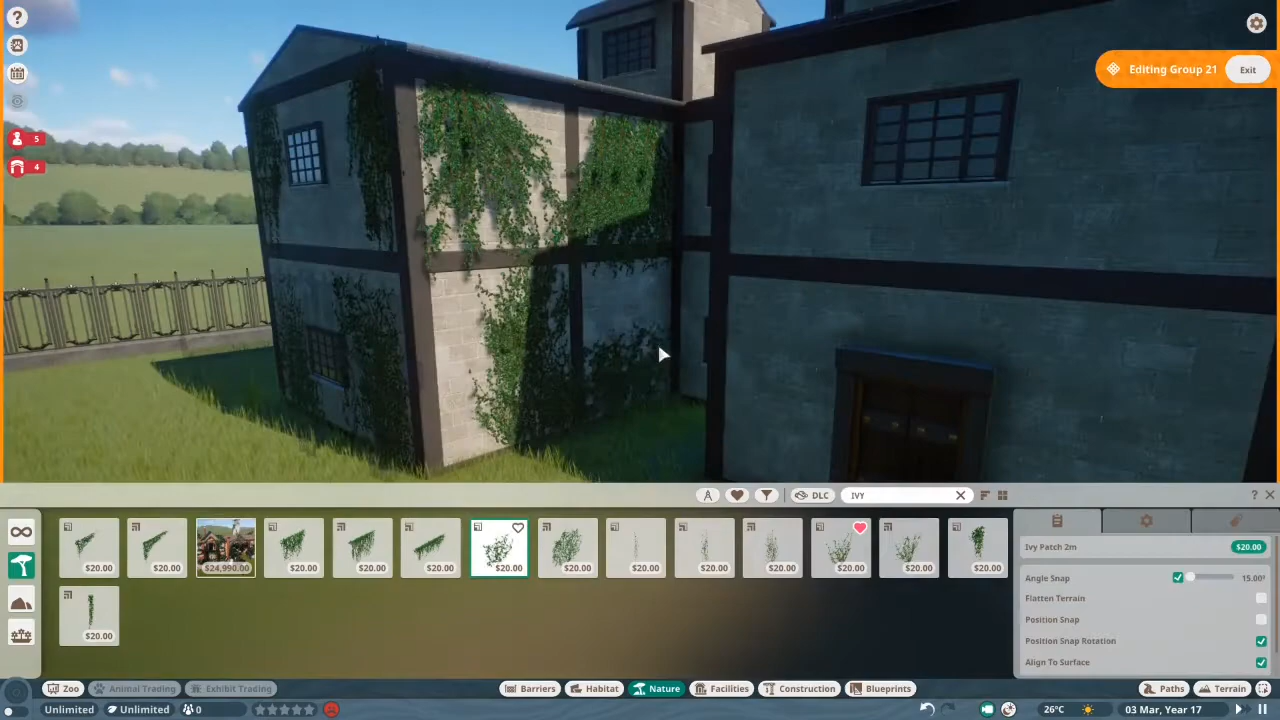 ?
Editing Group 21 Exit
5
4
DLC IVY ?
$20.00 $20.00 $24,990.00 $20.00 $20.00 $20.00 $20.00 $20.00 $20.00 $20.00 $20.00 $20.00 $20.00 $20.00
$20.00
Ivy Patch 2m $20.00
Angle Snap 15.00°
Flatten Terrain
Position Snap
Position Snap Rotation
Align To Surface
Zoo Animal Trading Exhibit Trading Barriers Habitat Nature Facilities Construction Blueprints Paths Terrain
Unlimited Unlimited 0 26°C 03 Mar, Year 17